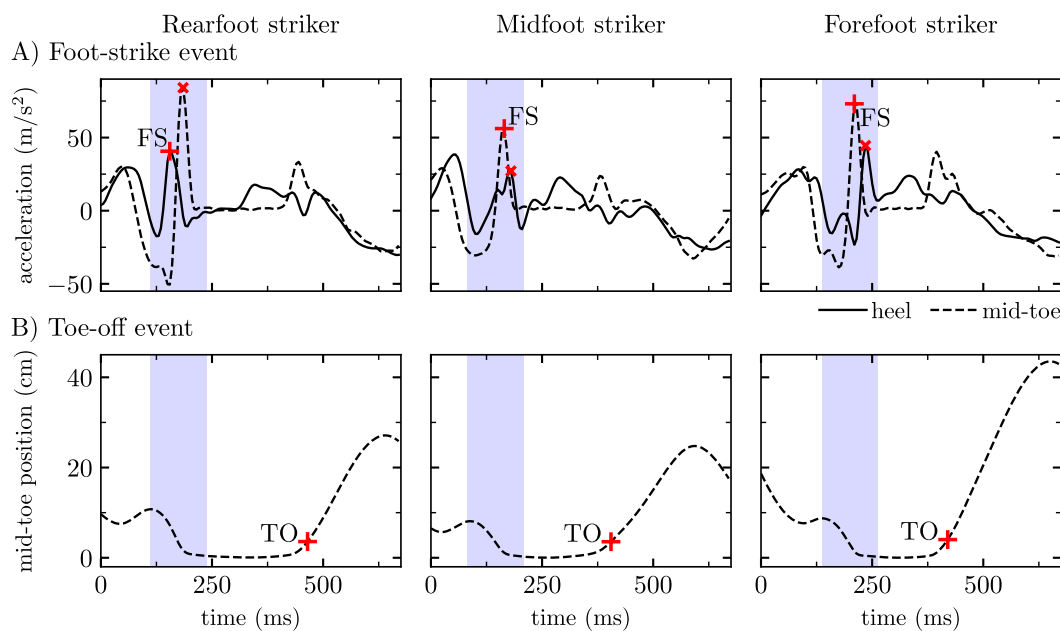 Rearfoot striker Midfoot striker Forefoot striker
A) Foot-strike event
acceleration (m/s²)
50
0
−50
FS
FS
FS
heel mid-toe
B) Toe-off event
mid-toe position (cm)
40
20
0
TO
TO
TO
0 250 500 0 250 500 0 250 500
time (ms) time (ms) time (ms)